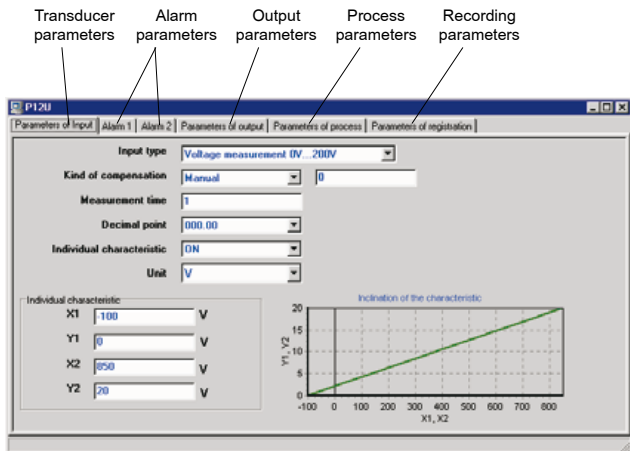 Transducer parameters
Alarm parameters
Output parameters
Process parameters
Recording parameters
P12U
Parameters of Input Alarm 1 Alarm 2 Parameters of output Parameters of process Parameters of registration
Input type Voltage measurement 0V...200V
Kind of compensation Manual 0
Measurement time 1
Decimal point 000.00
Individual characteristic ON
Unit V
Individual characteristic
X1 -100 V
Y1 0 V
X2 850 V
Y2 20 V
Inclination of the characteristic
20
15
10
5
0
Y1, Y2
-100 0 100 200 300 400 500 600 700 800
X1, X2